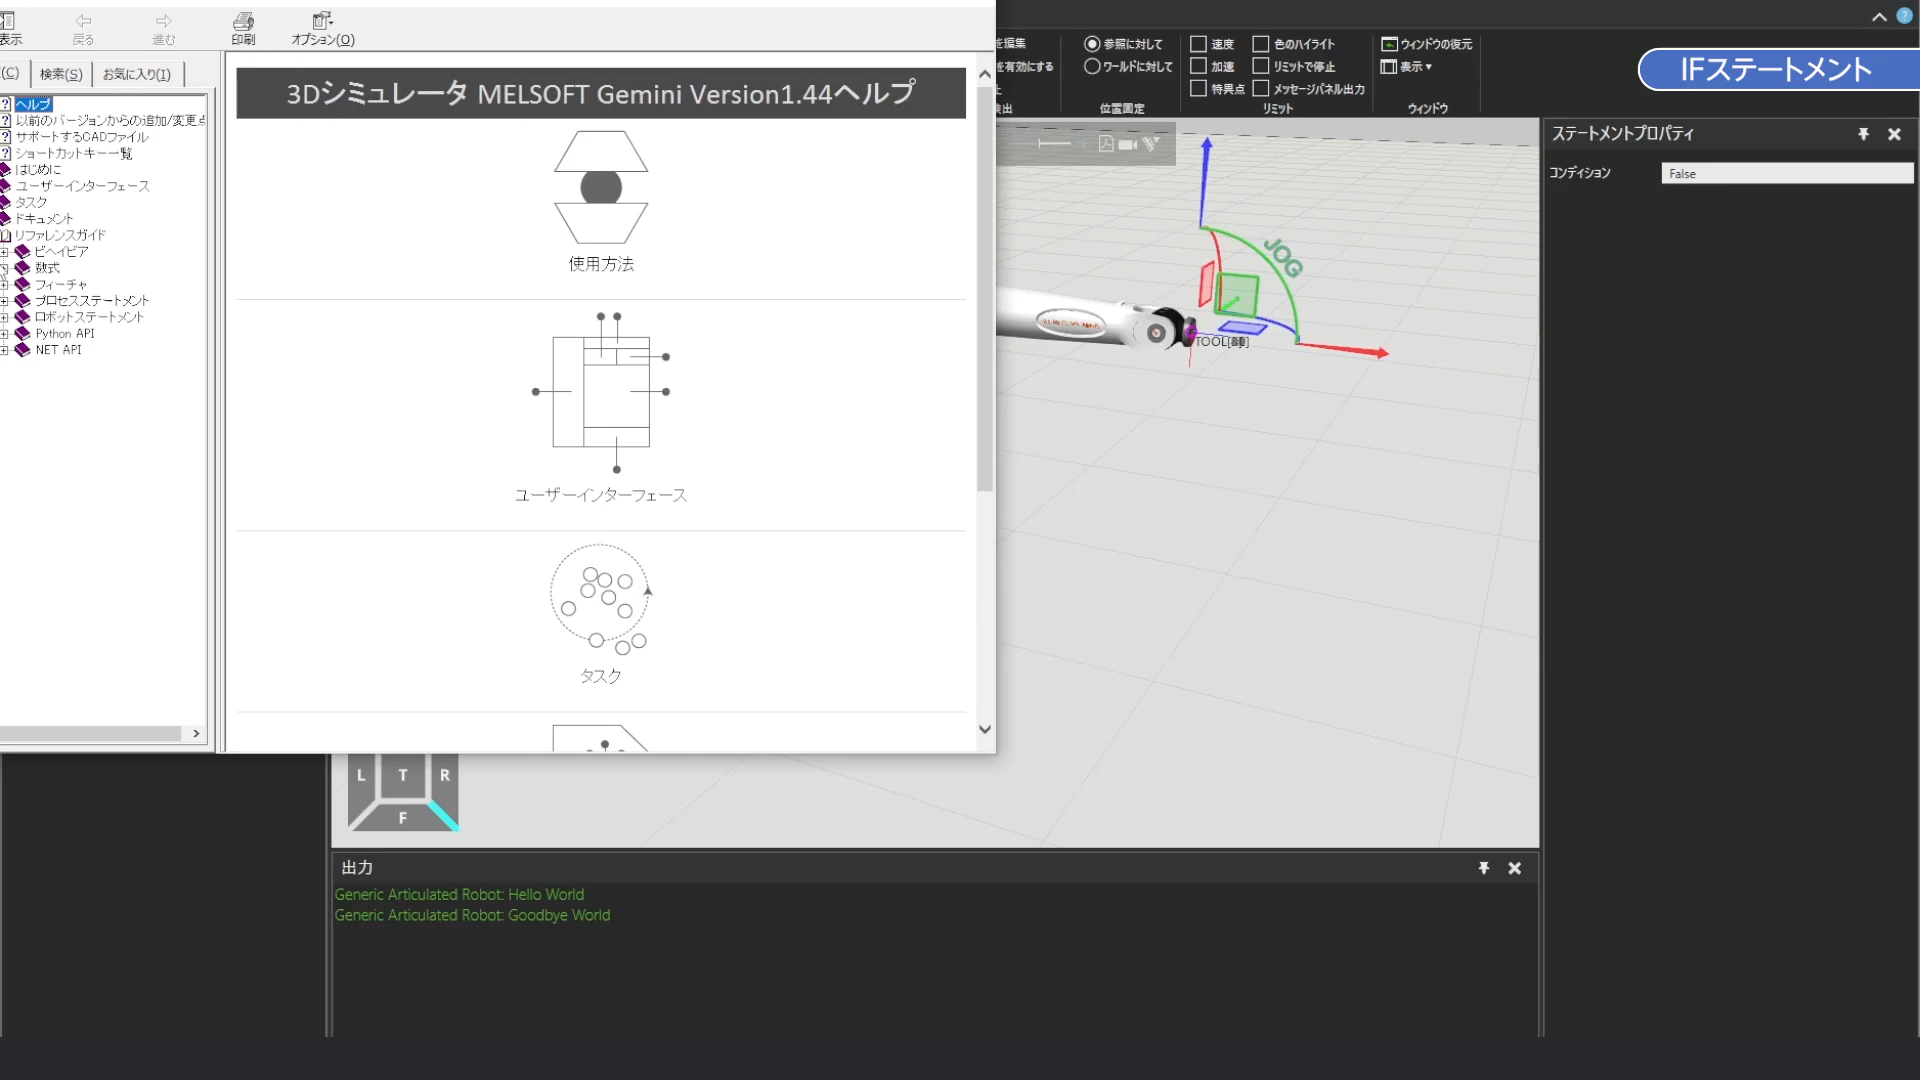 表示
戻る
進む
印刷
オプション(O)
(C)
検索(S)
お気に入り(I)
ヘルプ
以前のバージョンからの追加/変更点
サポートするCADファイル
ショートカットキー一覧
はじめに
ユーザーインターフェース
タスク
ドキュメント
リファレンスガイド
ビヘイビア
数式
フィーチャ
プロセスステートメント
ロボットステートメント
Python API
NET API
3Dシミュレータ MELSOFT Gemini Version1.44ヘルプ
使用方法
ユーザーインターフェース
タスク
を編集
を有効にする
参照に対して
ワールドに対して
位置固定
速度
加速
特異点
色のハイライト
リミットで停止
メッセージパネル出力
リミット
ウィンドウの復元
表示
ウィンドウ
IFステートメント
ステートメントプロパティ
コンディション
False
JOG
L
T
R
F
出力
Generic Articulated Robot: Hello World
Generic Articulated Robot: Goodbye World